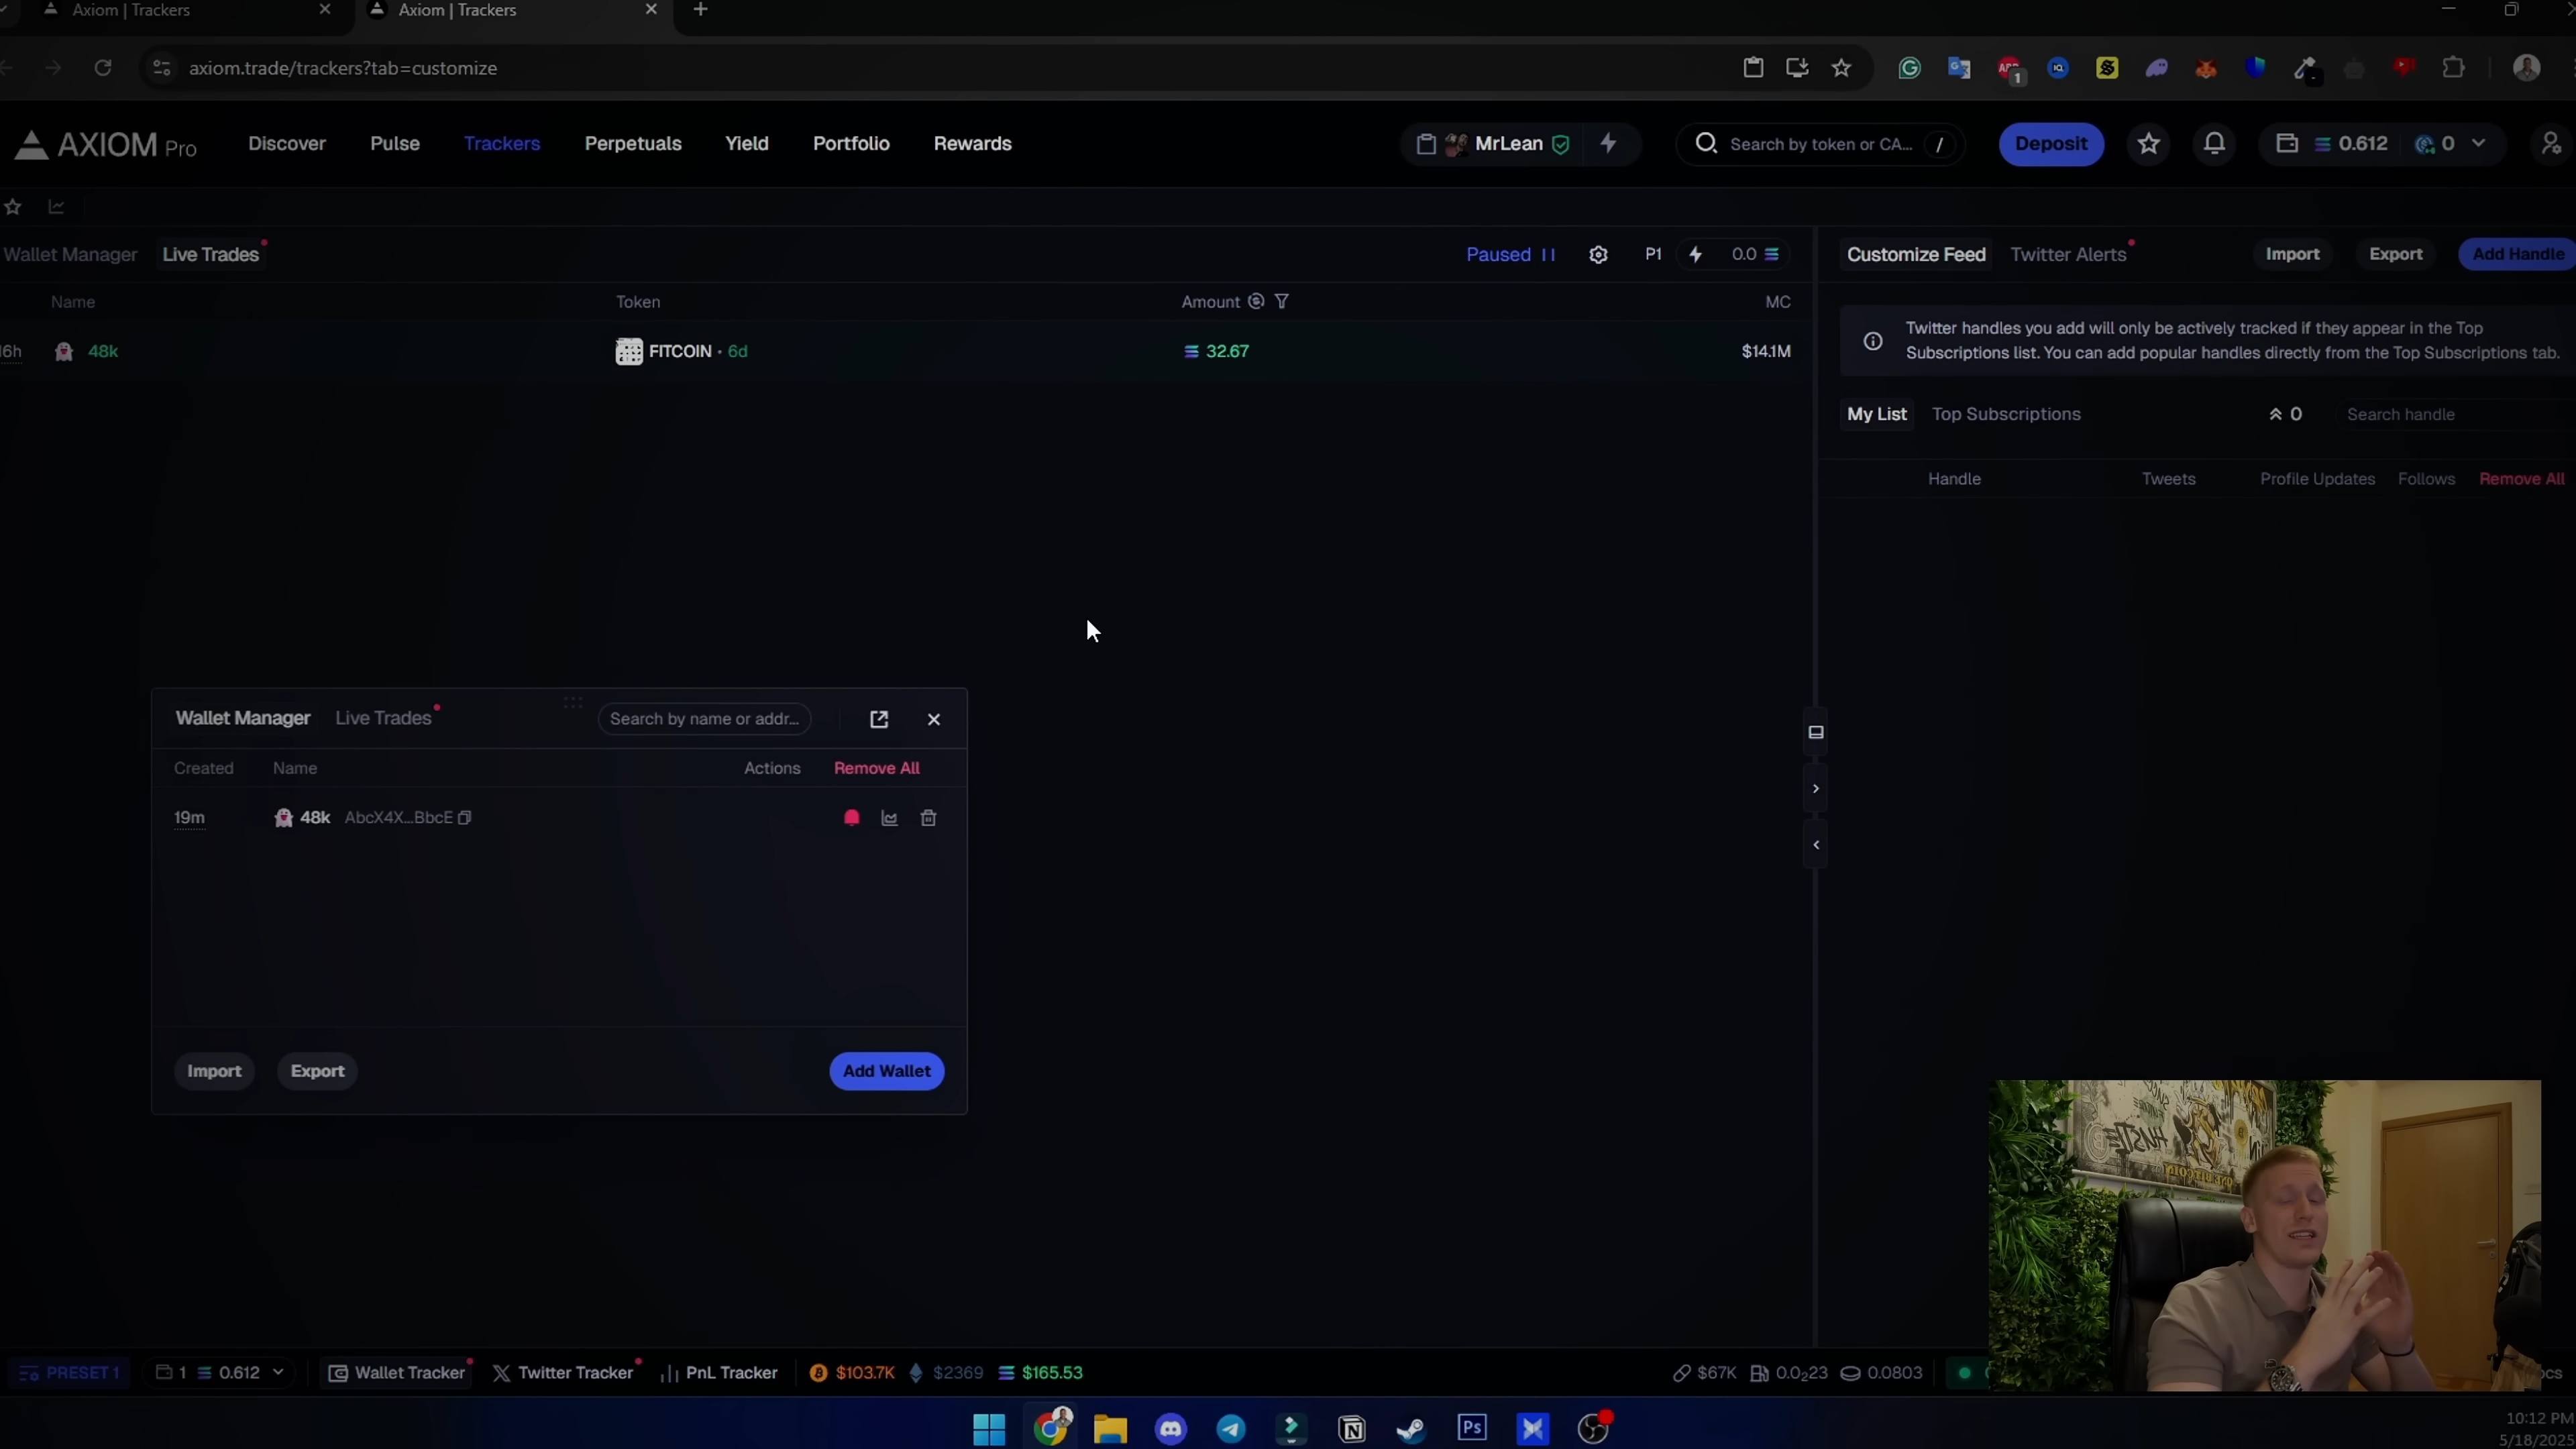 Axiom | Trackers
Axiom | Trackers
axiom.trade/trackers?tab=customize
1
AXIOM Pro
Discover
Pulse
Trackers
Perpetuals
Yield
Portfolio
Rewards
MrLean
Search by token or CA...
/
Deposit
0.612
0
Wallet Manager
Live Trades
Paused
P1
0.0
Customize Feed
Twitter Alerts
Import
Export
Add Handle
Name
Token
Amount
MC
16h
48k
FITCOIN · 6d
32.67
$14.1M
Twitter handles you add will only be actively tracked if they appear in the Top
Subscriptions list. You can add popular handles directly from the Top Subscriptions tab.
My List
Top Subscriptions
0
Search handle
Handle
Tweets
Profile Updates
Follows
Remove All
Wallet Manager
Live Trades
Search by name or addr...
Created
Name
Actions
Remove All
19m
48k
AbcX4X...BbcE
Import
Export
Add Wallet
PRESET 1
1
0.612
Wallet Tracker
Twitter Tracker
PnL Tracker
$103.7K
$2369
$165.53
$67K
0.0₂23
0.0803
ocs
Ps
10:12 PM
5/18/2025